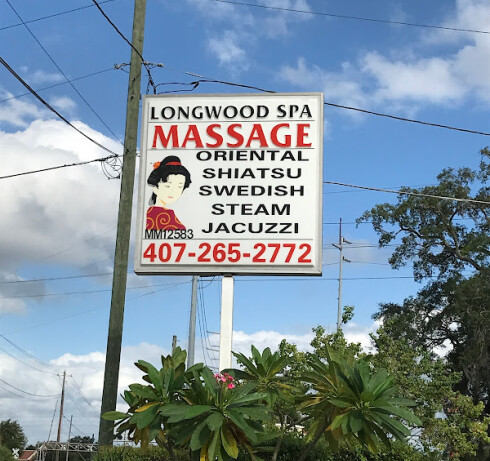 LONGWOOD SPA
MASSAGE
ORIENTAL
SHIATSU
SWEDISH
STEAM
JACUZZI
MM12583
407-265-2772